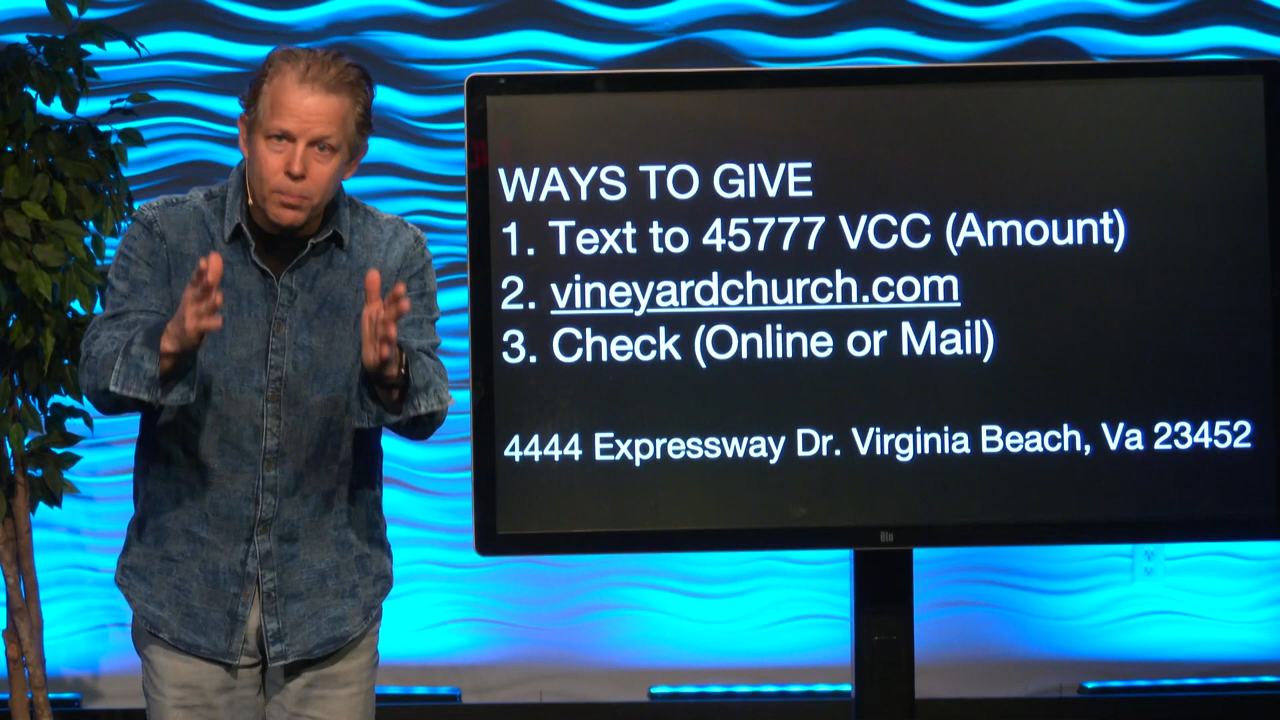 WAYS TO GIVE
1. Text to 45777 VCC (Amount)
2. vineyardchurch.com
3. Check (Online or Mail)
4444 Expressway Dr. Virginia Beach, Va 23452
elo